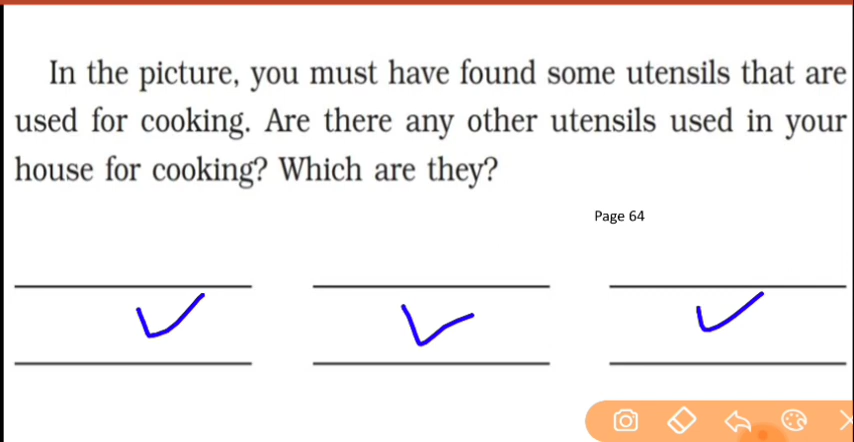 In the picture, you must have found some utensils that are
used for cooking. Are there any other utensils used in your
house for cooking? Which are they?
Page 64